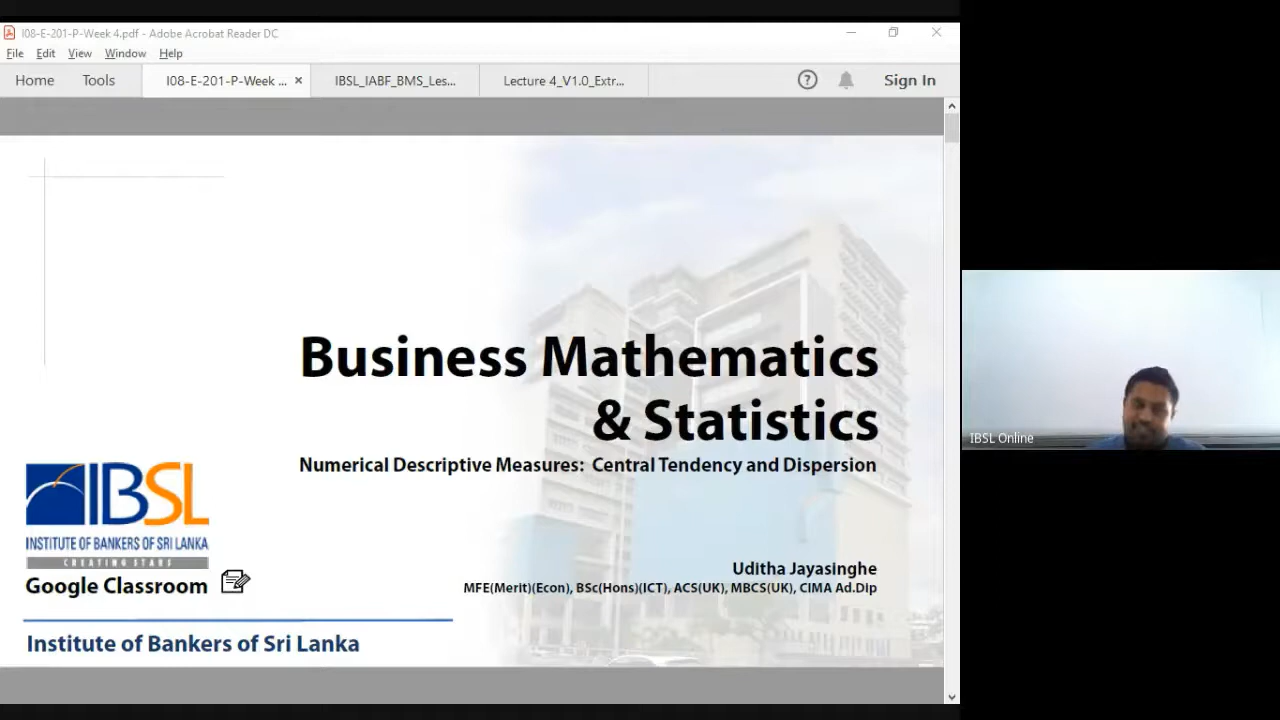 I08-E-201-P-Week 4.pdf - Adobe Acrobat Reader DC
File Edit View Window Help
Home Tools I08-E-201-P-Week ... × IBSL_IABF_BMS_Les... Lecture 4_V1.0_Extr... Sign In
Business Mathematics
& Statistics
Numerical Descriptive Measures: Central Tendency and Dispersion
IBSL
INSTITUTE OF BANKERS OF SRI LANKA
CREATING STARS
Google Classroom
Uditha Jayasinghe
MFE(Merit)(Econ), BSc(Hons)(ICT), ACS(UK), MBCS(UK), CIMA Ad.Dip
Institute of Bankers of Sri Lanka
IBSL Online